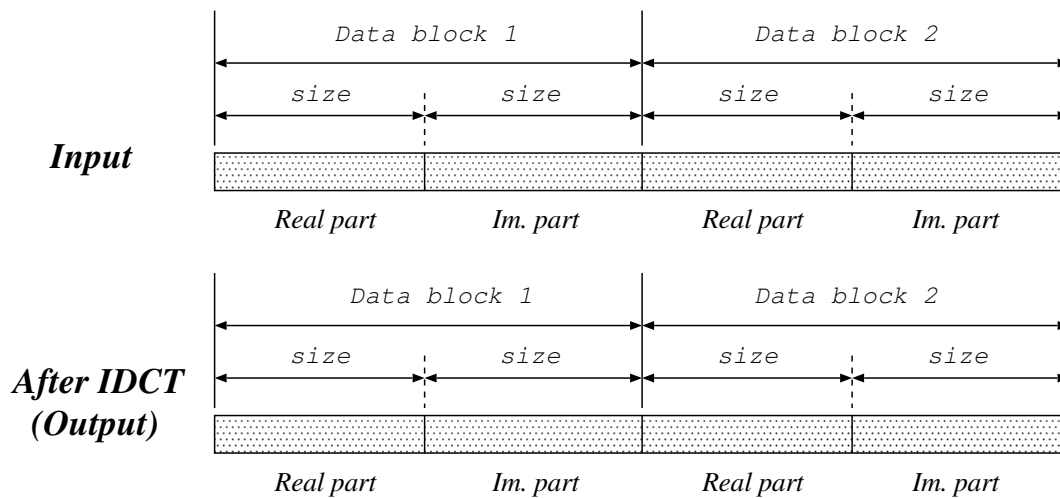 Data block 1 Data block 2
size size size size
Input
Real part Im. part Real part Im. part
Data block 1 Data block 2
size size size size
After IDCT
(Output)
Real part Im. part Real part Im. part